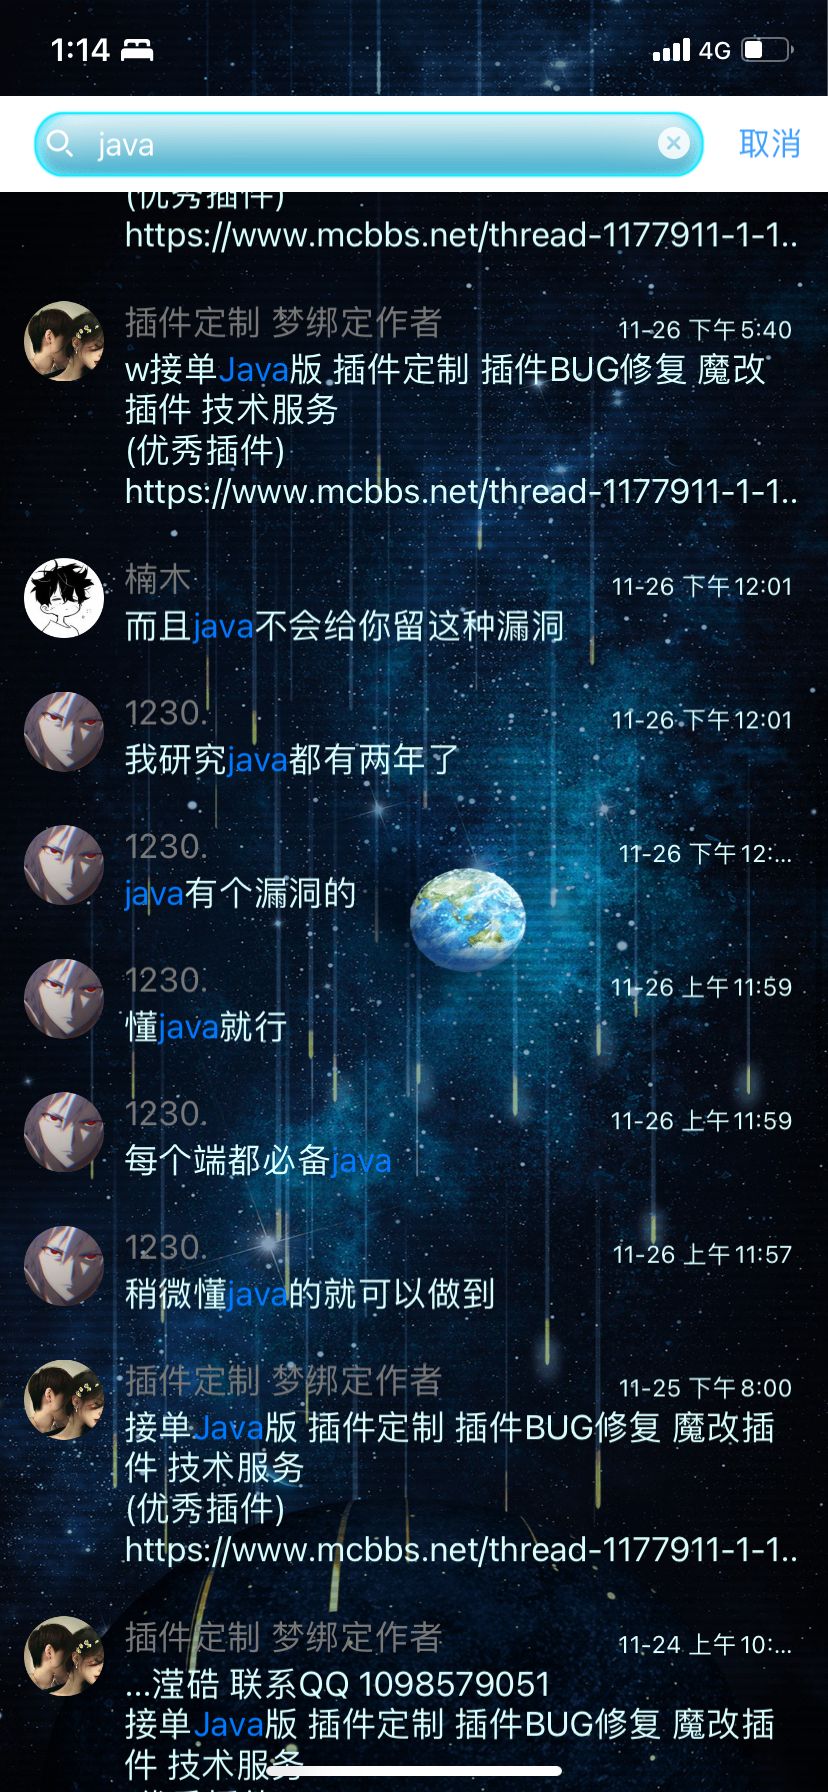 1:14
4G
java
取消
(优秀插件)
https://www.mcbbs.net/thread-1177911-1-1..
插件定制 梦绑定作者
11-26 下午5:40
w接单Java版 插件定制 插件BUG修复 魔改
插件 技术服务
(优秀插件)
https://www.mcbbs.net/thread-1177911-1-1..
楠木
11-26 下午12:01
而且java不会给你留这种漏洞
1230.
11-26 下午12:01
我研究java都有两年了
1230.
11-26 下午12:...
java有个漏洞的
1230.
11-26 上午11:59
懂java就行
1230.
11-26 上午11:59
每个端都必备java
1230.
11-26 上午11:57
稍微懂java的就可以做到
插件定制 梦绑定作者
11-25 下午8:00
接单Java版 插件定制 插件BUG修复 魔改插
件 技术服务
(优秀插件)
https://www.mcbbs.net/thread-1177911-1-1..
插件定制 梦绑定作者
11-24 上午10:...
...滢硞 联系QQ 1098579051
接单Java版 插件定制 插件BUG修复 魔改插
件 技术服务